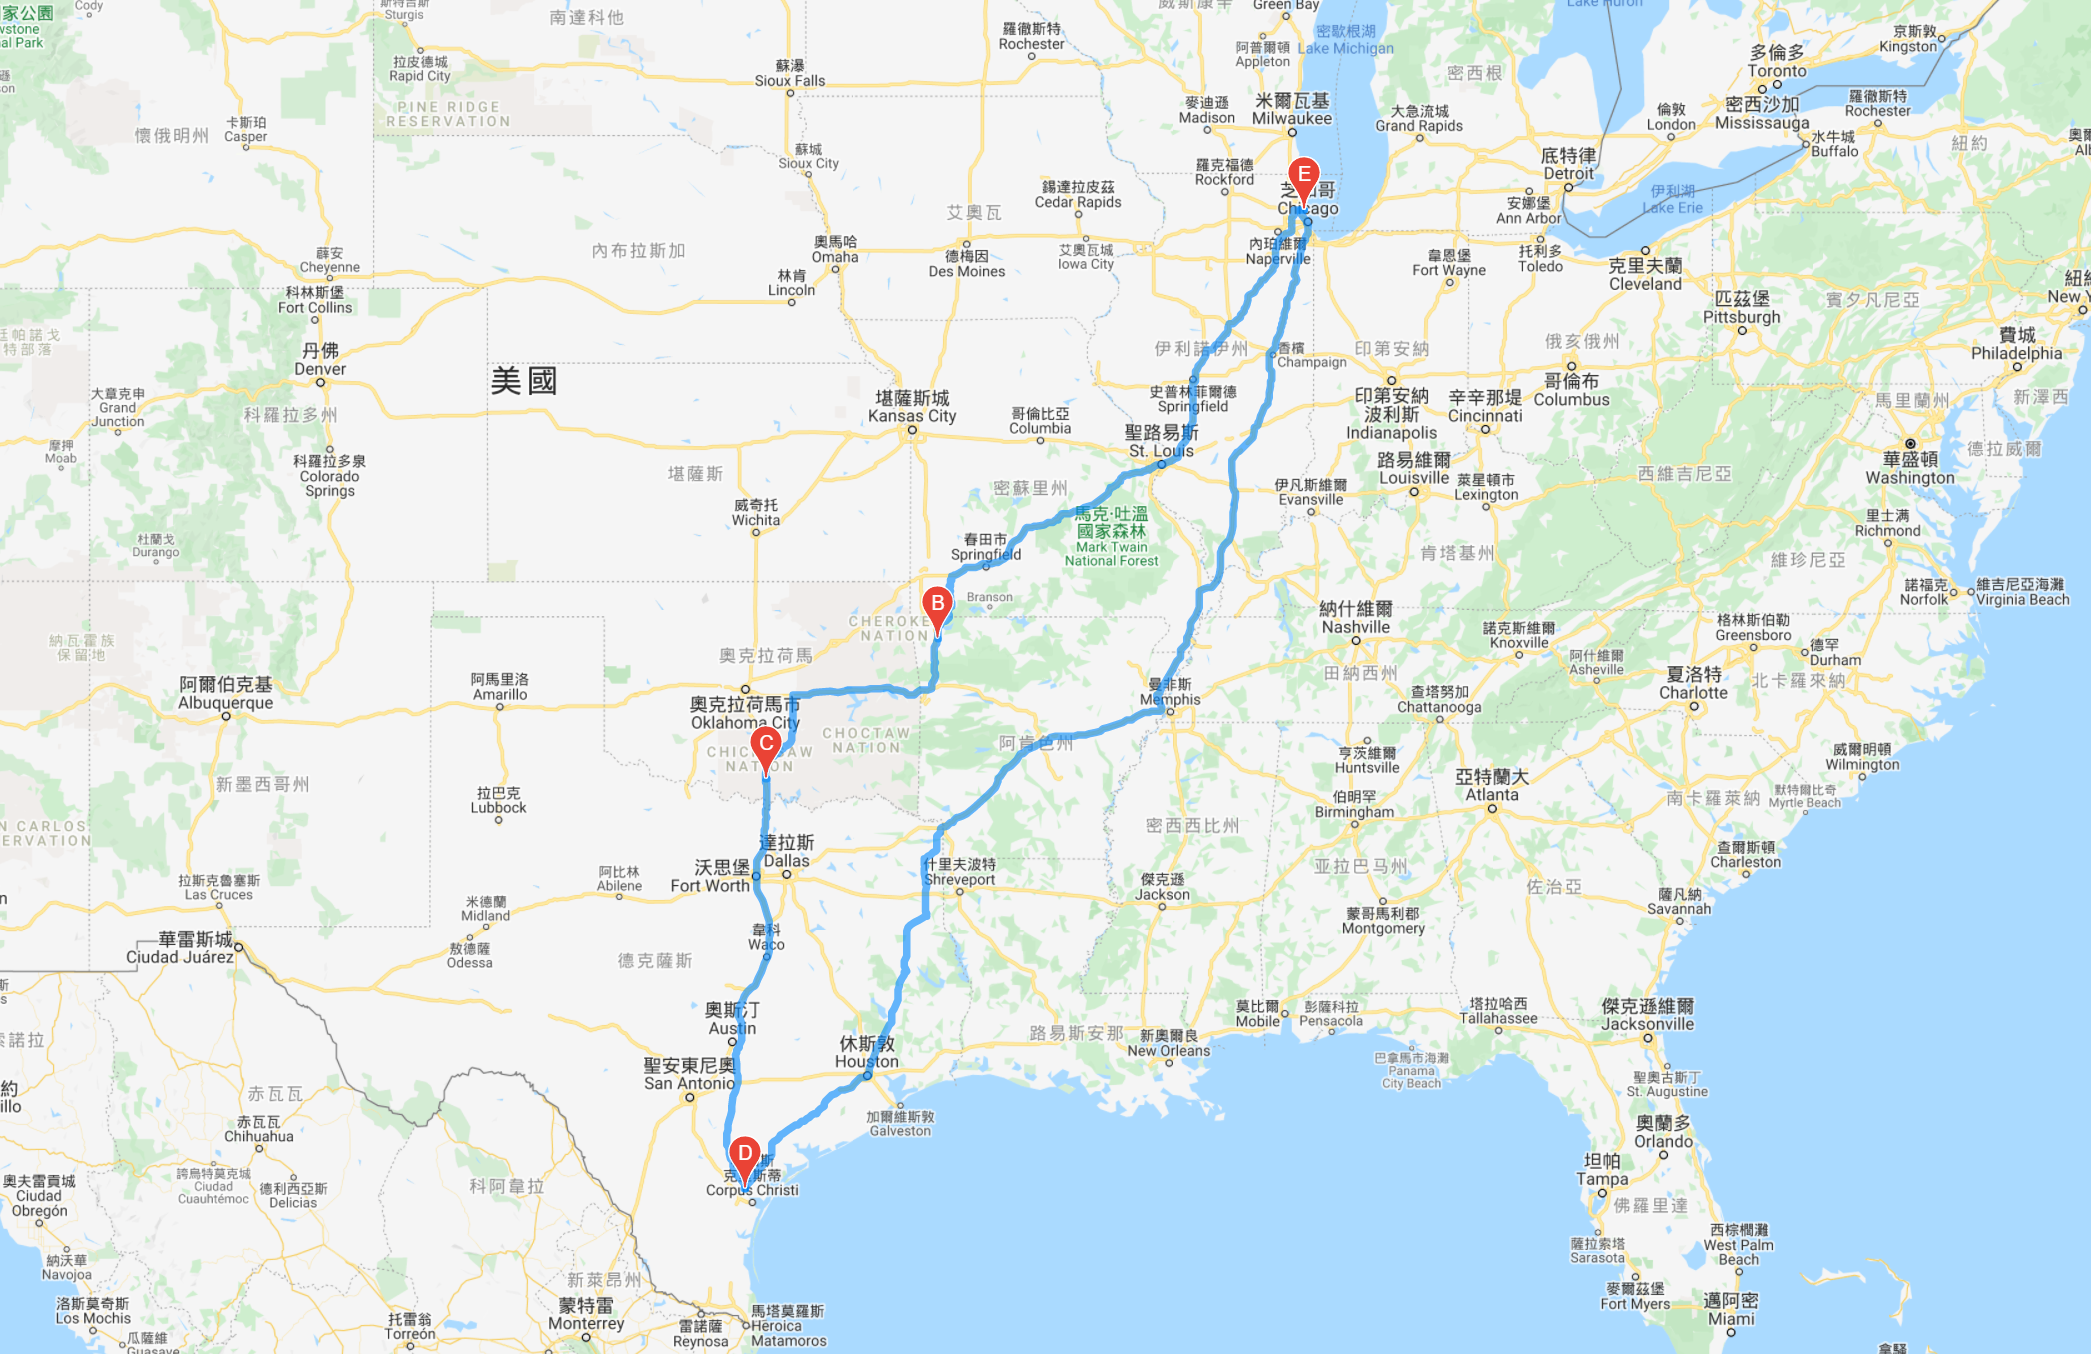 家公園
wstone
al Park
Cody
斯特吉斯
Sturgis
南達科他
拉皮德城
Rapid City
PINE RIDGE
RESERVATION
懷俄明州
卡斯珀
Casper
蘇瀑
Sioux Falls
蘇城
Sioux City
羅徹斯特
Rochester
威斯康辛
Green Bay
阿普爾頓
Appleton
密歇根湖
Lake Michigan
Lake Huron
密西根
麥迪遜
Madison
米爾瓦基
Milwaukee
大急流城
Grand Rapids
倫敦
London
多倫多
Toronto
密西沙加
Mississauga
京斯敦
Kingston
羅徹斯特
Rochester
水牛城
Buffalo
紐約
羅克福德
Rockford
E
Chicago
內珀維爾
Naperville
底特律
Detroit
安娜堡
Ann Arbor
伊利湖
Lake Erie
托利多
Toledo
韋恩堡
Fort Wayne
克里夫蘭
Cleveland
匹茲堡
Pittsburgh
賓夕凡尼亞
New Y
費城
Philadelphia
新澤西
馬里蘭州
德拉威爾
華盛頓
Washington
錫達拉皮茲
Cedar Rapids
艾奧瓦
德梅因
Des Moines
艾奧瓦城
Iowa City
奧馬哈
Omaha
內布拉斯加
林肯
Lincoln
薛安
Cheyenne
科林斯堡
Fort Collins
丹佛
Denver
大章克申
Grand
Junction
科羅拉多州
摩押
Moab
科羅拉多泉
Colorado
Springs
杜蘭戈
Durango
美國
堪薩斯城
Kansas City
堪薩斯
威奇托
Wichita
哥倫比亞
Columbia
密蘇里州
伊利諾伊州
香檳
Champaign
史普林菲爾德
Springfield
聖路易斯
St. Louis
馬克·吐溫
國家森林
Mark Twain
National Forest
春田市
Springfield
Branson
印第安納
印第安納
波利斯
Indianapolis
俄亥俄州
哥倫布
Columbus
辛辛那堤
Cincinnati
路易維爾
Louisville
萊星頓市
Lexington
伊凡斯維爾
Evansville
肯塔基州
西維吉尼亞
里士滿
Richmond
維珍尼亞
諾福克
Norfolk
維吉尼亞海灘
Virginia Beach
B
CHEROKEE
NATION
奧克拉荷馬
奧克拉荷馬市
Oklahoma City
C
NATION
CHOCTAW
NATION
納瓦霍族
保留地
阿爾伯克基
Albuquerque
新墨西哥州
阿馬里洛
Amarillo
拉巴克
Lubbock
納什維爾
Nashville
田納西州
諾克斯維爾
Knoxville
阿什維爾
Asheville
格林斯伯勒
Greensboro
德罕
Durham
夏洛特
Charlotte
北卡羅來納
威爾明頓
Wilmington
默特爾比奇
Myrtle Beach
南卡羅萊納
查爾斯頓
Charleston
查塔努加
Chattanooga
曼非斯
Memphis
阿肯色州
亨茨維爾
Huntsville
伯明罕
Birmingham
亞特蘭大
Atlanta
密西西比州
亚拉巴马州
佐治亞
達拉斯
Dallas
沃思堡
Fort Worth
阿比林
Abilene
米德蘭
Midland
敖德薩
Odessa
拉斯克魯塞斯
Las Cruces
華雷斯城
Ciudad Juárez
德克薩斯
韋科
Waco
什里夫波特
Shreveport
傑克遜
Jackson
蒙哥馬利郡
Montgomery
薩凡納
Savannah
奧斯汀
Austin
聖安東尼奧
San Antonio
休斯敦
Houston
加爾維斯敦
Galveston
路易斯安那
新奧爾良
New Orleans
莫比爾
Mobile
彭薩科拉
Pensacola
塔拉哈西
Tallahassee
巴拿馬市海灘
Panama
City Beach
傑克遜維爾
Jacksonville
聖奧古斯丁
St. Augustine
奧蘭多
Orlando
坦帕
Tampa
佛羅里達
薩拉索塔
Sarasota
西棕櫚灘
West Palm
Beach
麥爾茲堡
Fort Myers
邁阿密
Miami
D
Corpus Christi
赤瓦瓦
赤瓦瓦
Chihuahua
誇烏特莫克城
Ciudad
Cuauhtémoc
德利西亞斯
Delicias
科阿韋拉
奧夫雷貢城
Ciudad
Obregón
納沃華
Navojoa
洛斯莫奇斯
Los Mochis
瓜薩維
Guasave
托雷翁
Torreón
新萊昂州
蒙特雷
Monterrey
雷諾薩
Reynosa
馬塔莫羅斯
Heroica
Matamoros